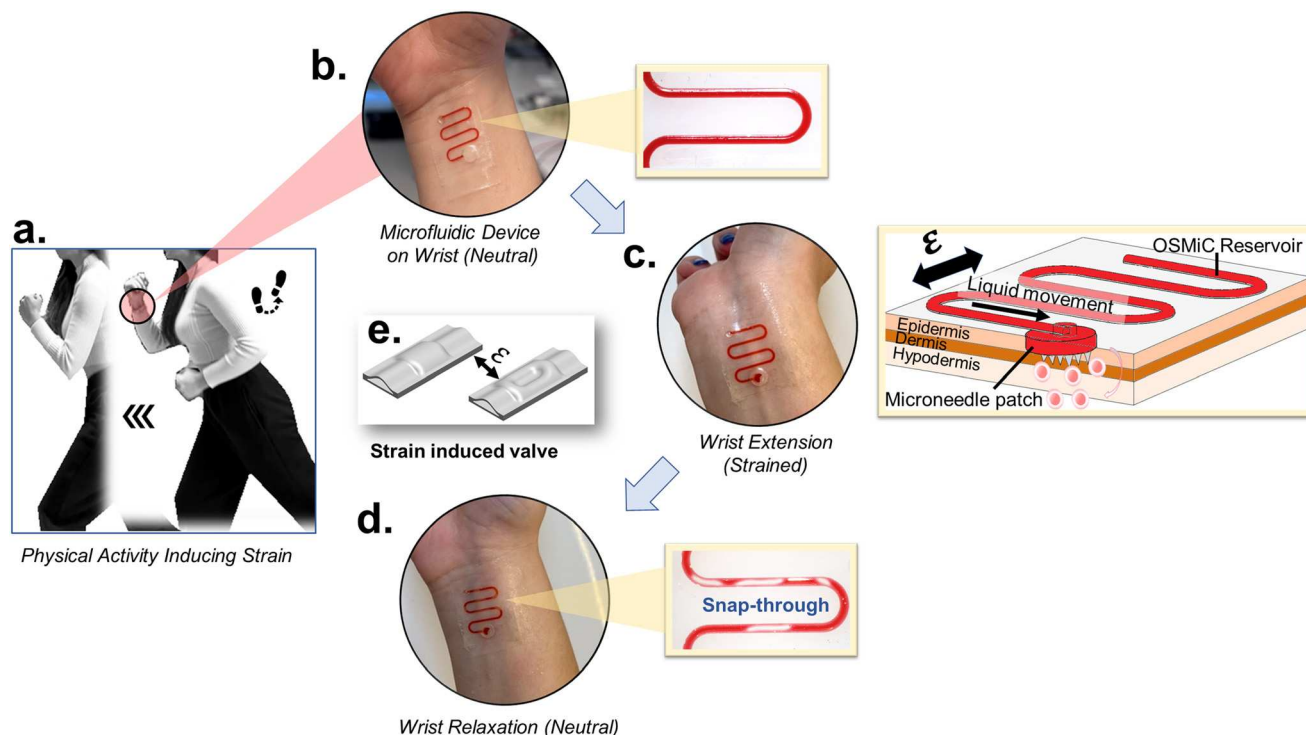 a.
Physical Activity Inducing Strain
b.
Microfluidic Device
on Wrist (Neutral)
c.
Wrist Extension
(Strained)
ε
OSMiC Reservoir
Liquid movement
Epidermis
Dermis
Hypodermis
Microneedle patch
e.
ε
Strain induced valve
d.
Snap-through
Wrist Relaxation (Neutral)